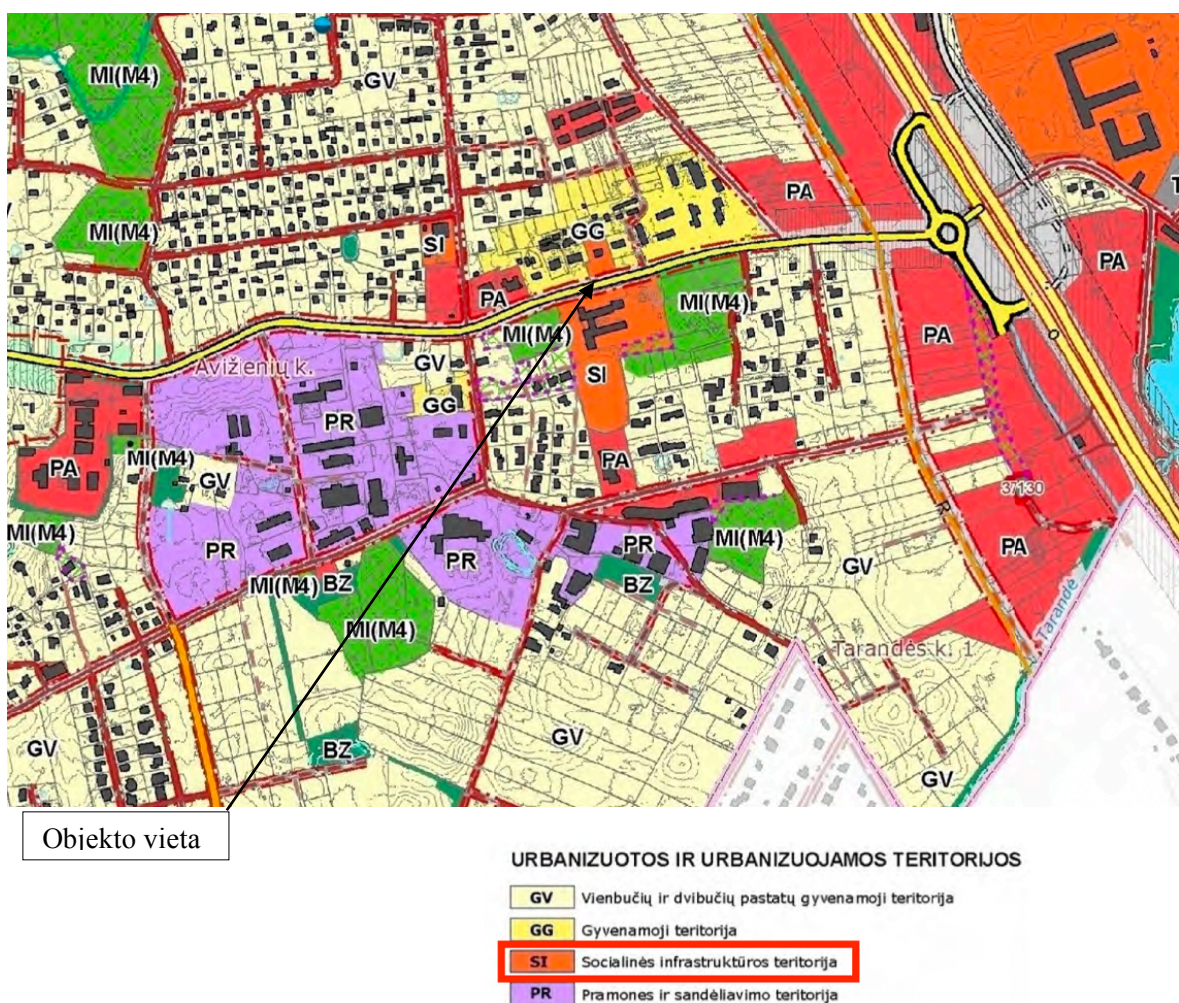 MI(M4)
GV
MI(M4)
SI
GG
PA
PA
PA
MI(M4)
PA
MI(M4)
Avižienių k.
GV
SI
PR
GG
PA
MI(M4)
GV
PA
37130
MI(M4)
PR
PR
PR
MI(M4)
GV
PA
MI(M4)
BZ
BZ
MI(M4)
Tarandė
Tarandės k. 1
GV
BZ
GV
GV
Objekto vieta
URBANIZUOTOS IR URBANIZUOJAMOS TERITORIJOS
GV Vienbučių ir dvibučių pastatų gyvenamoji teritorija
GG Gyvenamoji teritorija
SI Socialinės infrastruktūros teritorija
PR Pramonės ir sandėliavimo teritorija